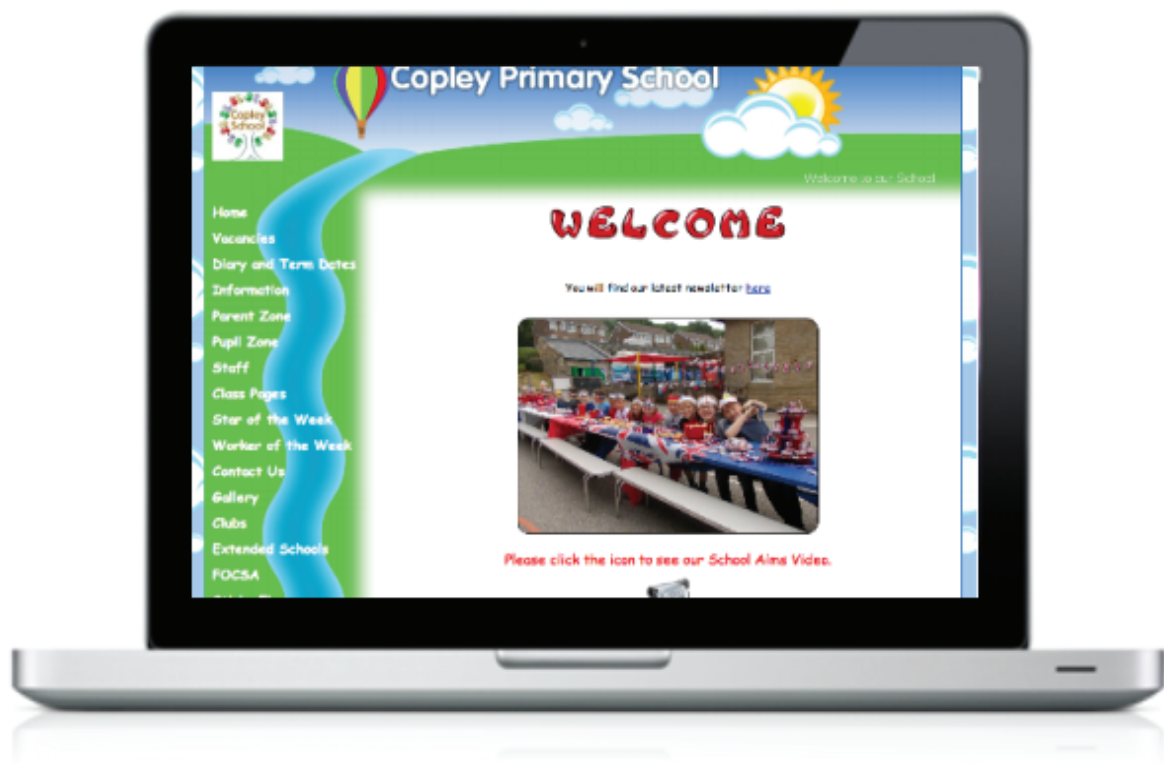 Copley Primary School
Copley
School
Welcome to our School
Home
Vacancies
Diary and Term Dates
Information
Parent Zone
Pupil Zone
Staff
Class Pages
Star of the Week
Worker of the Week
Contact Us
Gallery
Clubs
Extended Schools
FOCSA
WELCOME
You will find our latest newsletter here
Please click the icon to see our School Aims Video.